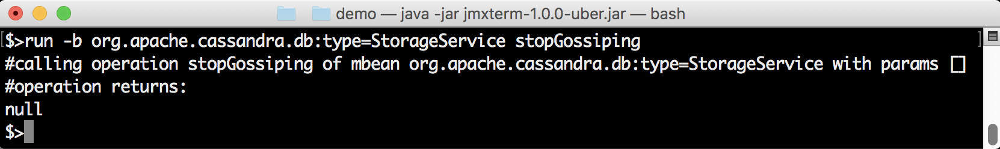 demo — java -jar jmxterm-1.0.0-uber.jar — bash
$>run -b org.apache.cassandra.db:type=StorageService stopGossiping
#calling operation stopGossiping of mbean org.apache.cassandra.db:type=StorageService with params []
#operation returns:
null
$>